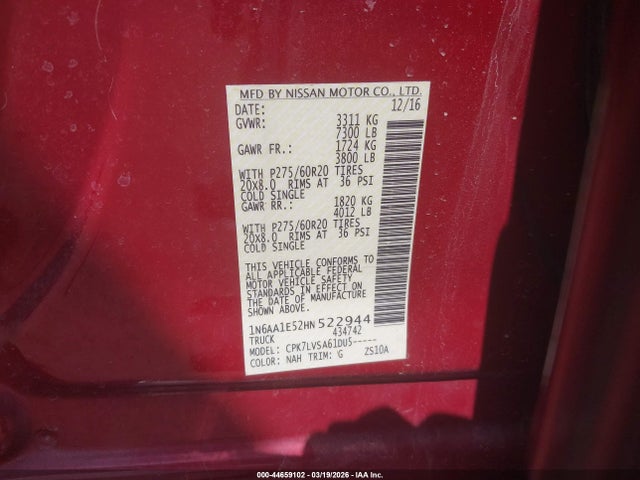 MFD BY NISSAN MOTOR CO., LTD.
DATE: 12/16
GVWR: 3311 KG
7300 LB
GAWR FR.: 1724 KG
3800 LB
WITH P275/60R20 TIRES
20X8.0 RIMS AT 36 PSI
COLD SINGLE
GAWR RR.: 1820 KG
4012 LB
WITH P275/60R20 TIRES
20X8.0 RIMS AT 36 PSI
COLD SINGLE
THIS VEHICLE CONFORMS TO
ALL APPLICABLE FEDERAL
MOTOR VEHICLE SAFETY
STANDARDS IN EFFECT ON
THE DATE OF MANUFACTURE
SHOWN ABOVE.
1N6AA1E52HN522944
TRUCK 434742
MODEL: CPK7LVSA61DU5-----
COLOR: NAH TRIM: G ZS10A
000-44659102 — 03/19/2026 — IAA Inc.